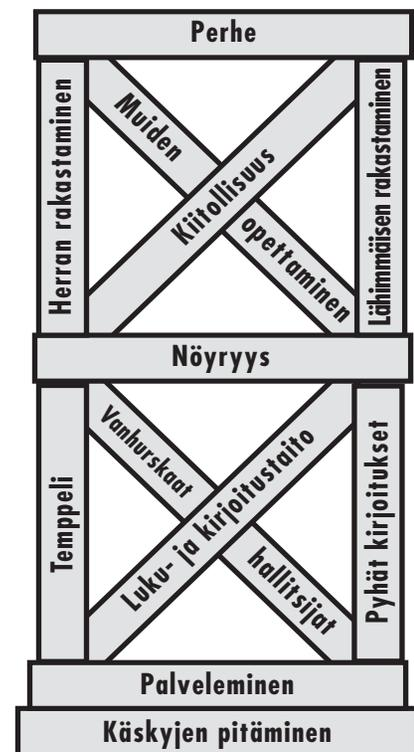 Perhe
Herran rakastaminen
Muiden opettaminen
Kiitollisuus
Lähimmäisen rakastaminen
Nöyryys
Temppeli
Vanhurskaat hallitsijat
Luku- ja kirjoitustaito
Pyhät kirjoitukset
Palveleminen
Käskyjen pitäminen